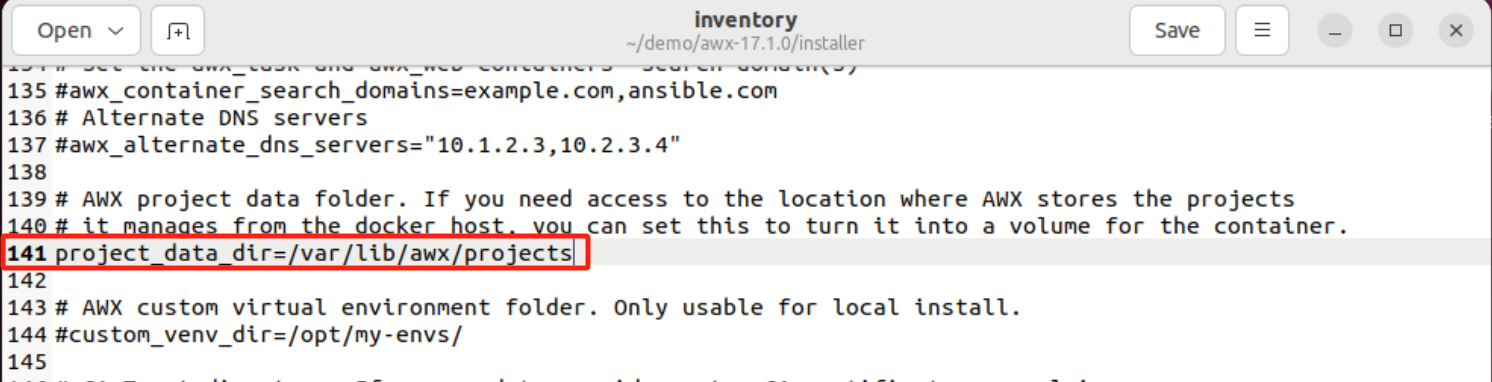 Open
inventory
~/demo/awx-17.1.0/installer
Save
135 #awx_container_search_domains=example.com,ansible.com
136 # Alternate DNS servers
137 #awx_alternate_dns_servers="10.1.2.3,10.2.3.4"
138
139 # AWX project data folder. If you need access to the location where AWX stores the projects
140 # it manages from the docker host, you can set this to turn it into a volume for the container.
141 project_data_dir=/var/lib/awx/projects
142
143 # AWX custom virtual environment folder. Only usable for local install.
144 #custom_venv_dir=/opt/my-envs/
145